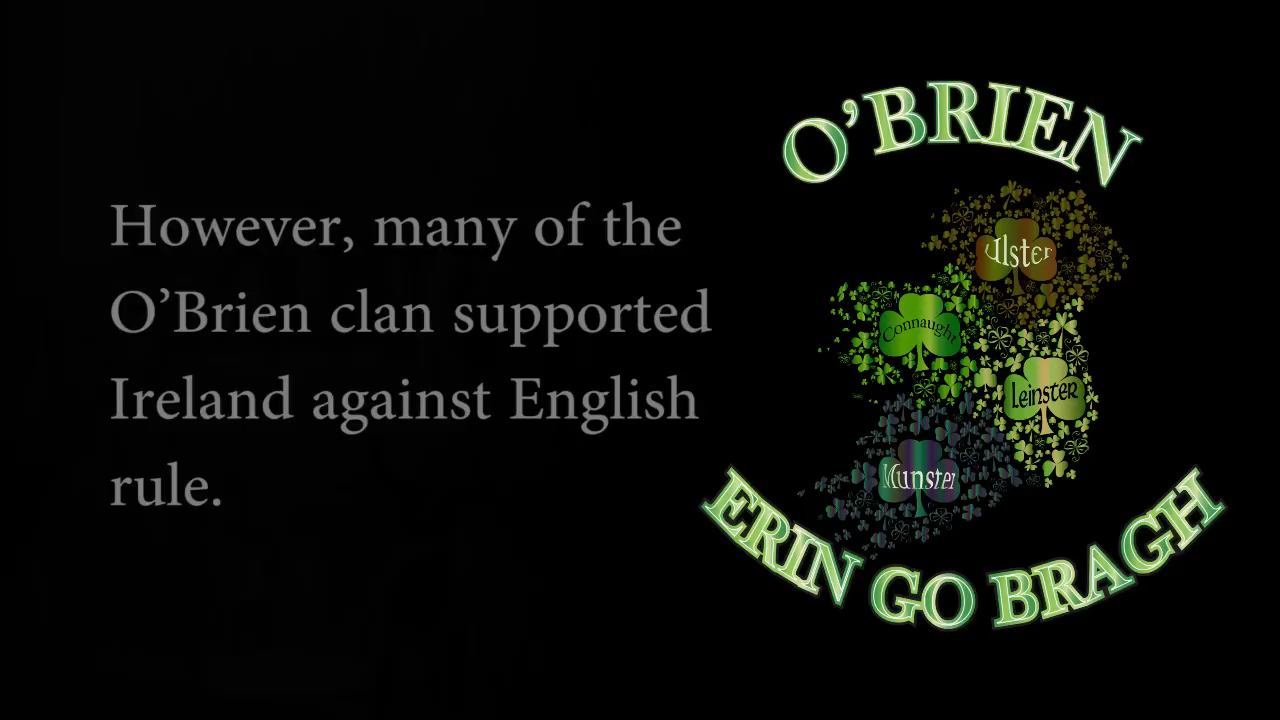 However, many of the
O’Brien clan supported
Ireland against English
rule.
O’BRIEN
Ulster
Connaught
Leinster
Munster
ERIN GO BRAGH